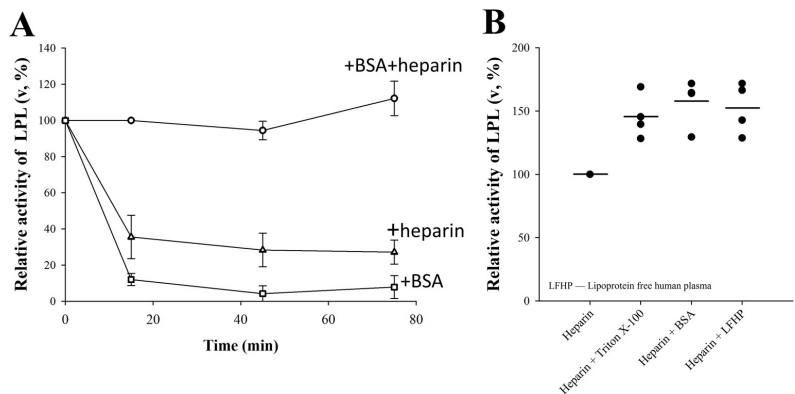 A
Relative activity of LPL (v, %)
140
120
100
80
60
40
20
0
0
20
40
60
80
Time (min)
+BSA+heparin
+heparin
+BSA
B
Relative activity of LPL (v, %)
200
150
100
50
0
LFHP — Lipoprotein free human plasma
Heparin
Heparin + Triton X-100
Heparin + BSA
Heparin + LFHP